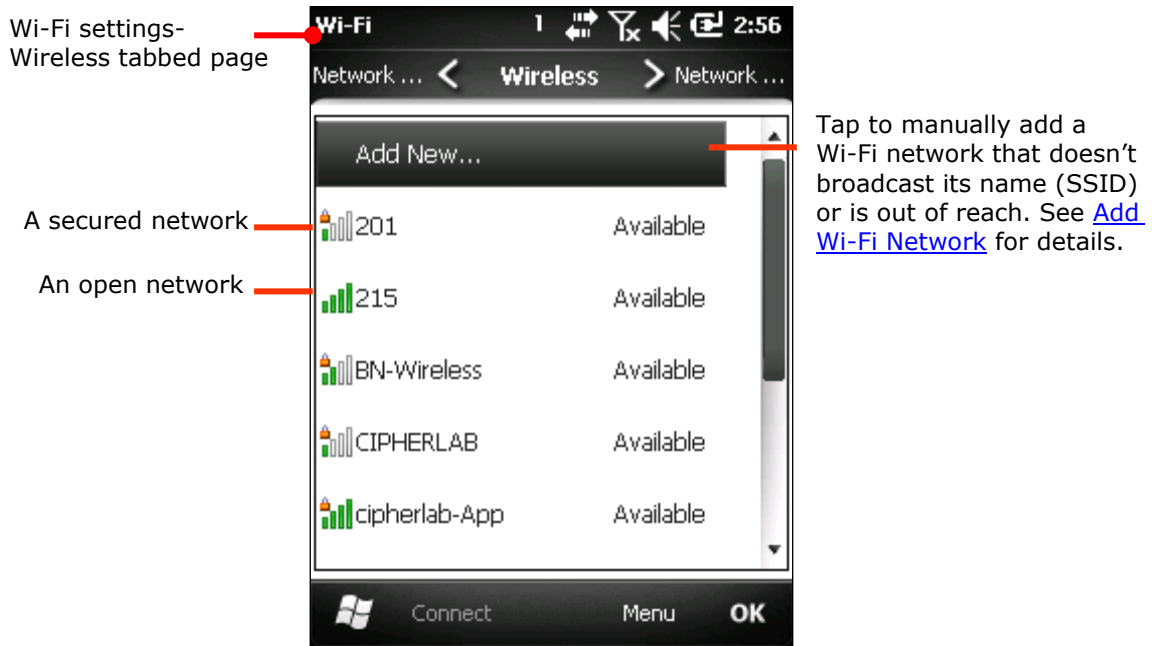 Wi-Fi settings-
Wireless tabbed page
Wi-Fi 1 2:56
Network ... Wireless Network ...
Add New...
Tap to manually add a
Wi-Fi network that doesn’t
broadcast its name (SSID)
or is out of reach. See Add
Wi-Fi Network for details.
A secured network
201 Available
An open network
215 Available
BN-Wireless Available
CIPHERLAB Available
cipherlab-App Available
Connect Menu OK